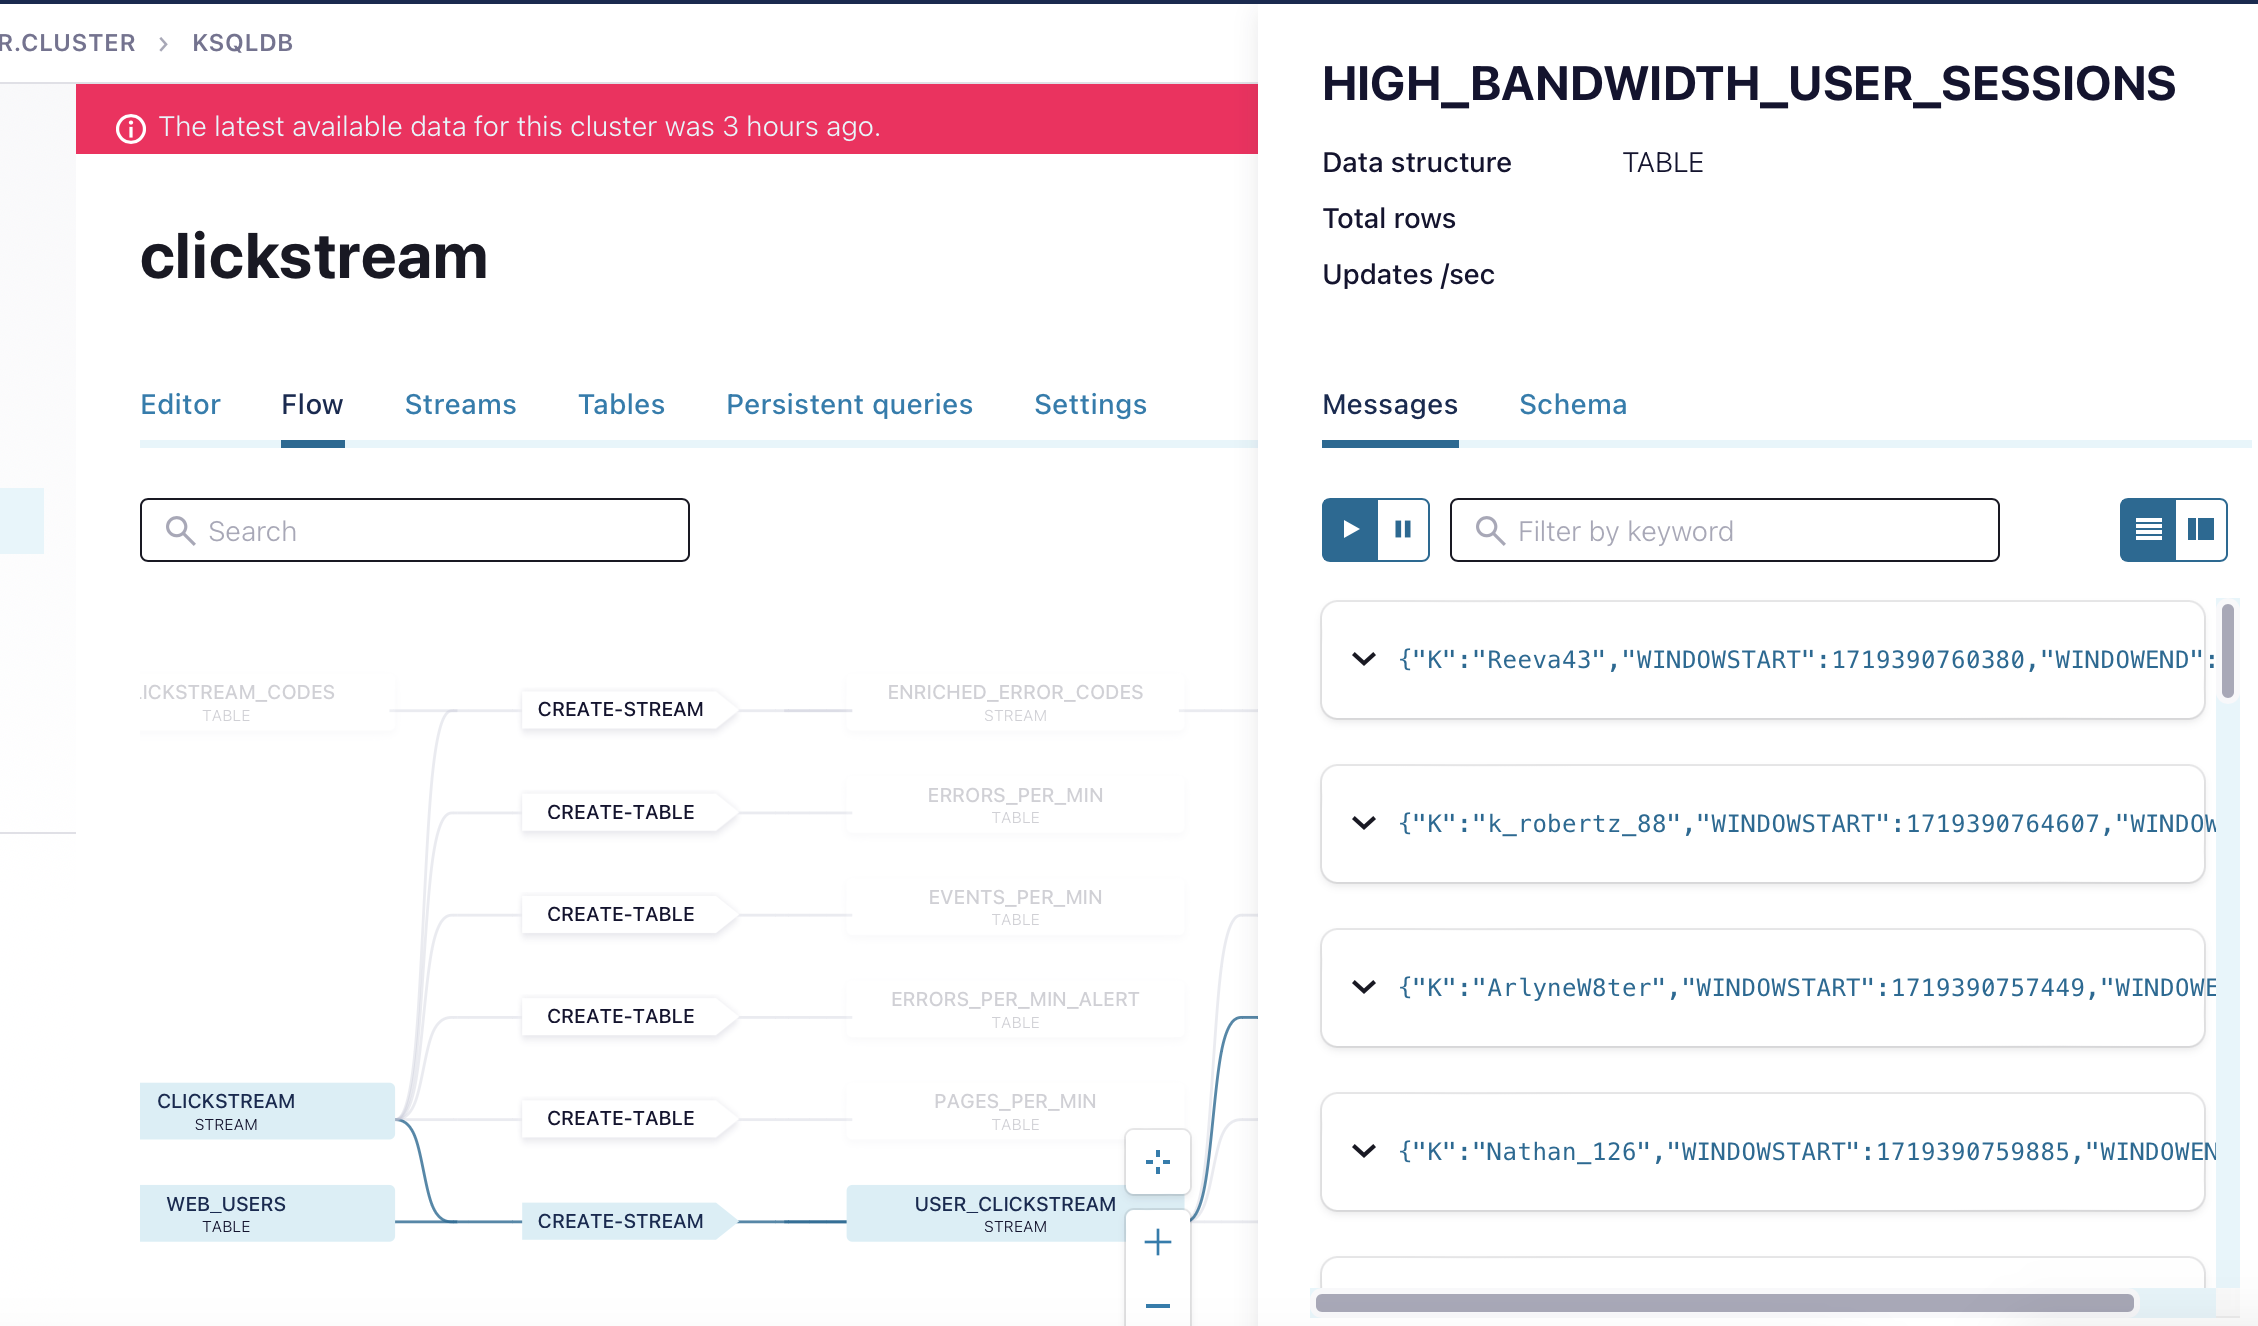 R.CLUSTER > KSQLDB
The latest available data for this cluster was 3 hours ago.
clickstream
Editor Flow Streams Tables Persistent queries Settings
Search
LICKSTREAM_CODES
TABLE
CREATE-STREAM
ENRICHED_ERROR_CODES
STREAM
CREATE-TABLE
ERRORS_PER_MIN
TABLE
CREATE-TABLE
EVENTS_PER_MIN
TABLE
CREATE-TABLE
ERRORS_PER_MIN_ALERT
TABLE
CLICKSTREAM
STREAM
CREATE-TABLE
PAGES_PER_MIN
TABLE
WEB_USERS
TABLE
CREATE-STREAM
USER_CLICKSTREAM
STREAM
HIGH_BANDWIDTH_USER_SESSIONS
Data structure TABLE
Total rows
Updates /sec
Messages Schema
Filter by keyword
{"K":"Reeva43","WINDOWSTART":1719390760380,"WINDOWEND":
{"K":"k_robertz_88","WINDOWSTART":1719390764607,"WINDOW
{"K":"ArlyneW8ter","WINDOWSTART":1719390757449,"WINDOWE
{"K":"Nathan_126","WINDOWSTART":1719390759885,"WINDOWEN